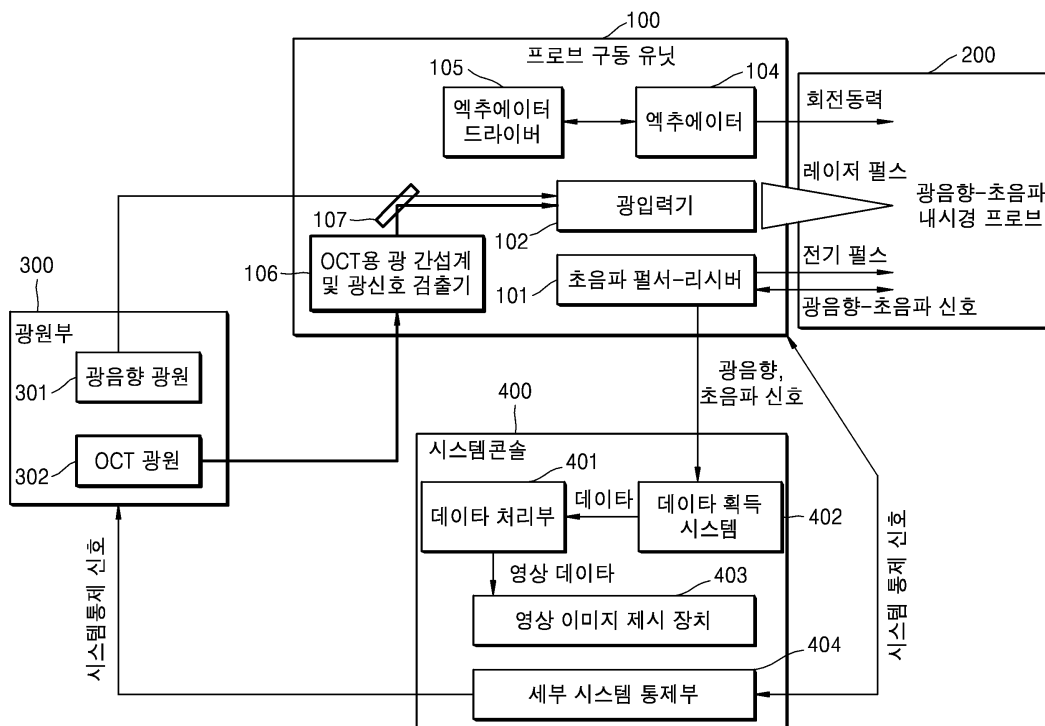 100
프로브 구동 유닛
105
104
200
엑추에이터
드라이버
엑추에이터
회전동력
레이저 펄스
광음향-초음파
내시경 프로브
107
광입력기
102
전기 펄스
106
OCT용 광 간섭계
및 광신호 검출기
101
초음파 펄서-리시버
광음향-초음파 신호
300
광원부
301
광음향 광원
302
OCT 광원
광음향,
초음파 신호
400
시스템콘솔
401
데이타 처리부
데이타
데이타 획득
시스템
402
영상 데이타
403
영상 이미지 제시 장치
404
세부 시스템 통제부
시스템통제 신호
시스템 통제 신호